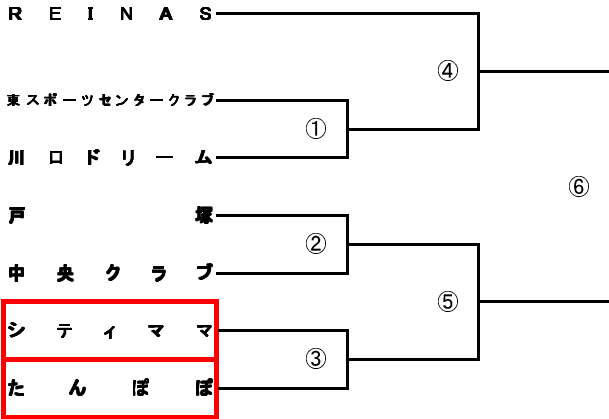 REINAS
④
東スポーツセンタークラブ
①
川口ドリーム
⑥
戸塚
②
中央クラブ
⑤
シティママ
③
たんぽぽ